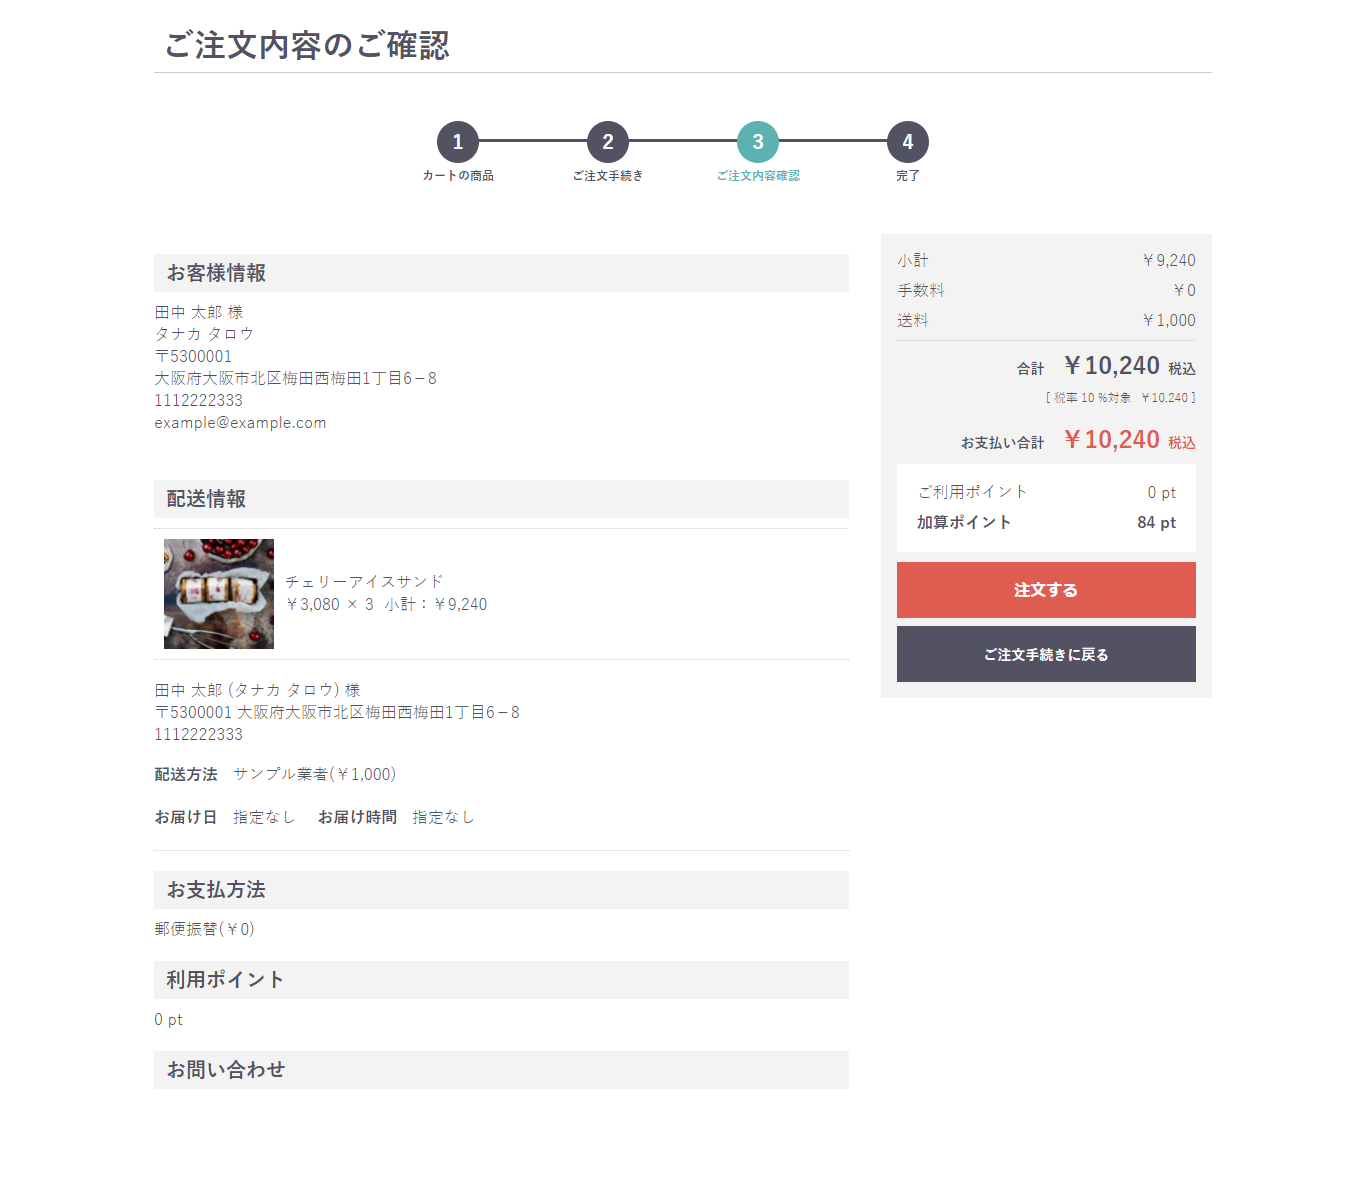 ご注文内容のご確認
1 2 3 4
カートの商品 ご注文手続き ご注文内容確認 完了
お客様情報
田中 太郎 様
タナカ タロウ
〒5300001
大阪府大阪市北区梅田西梅田1丁目6−8
1112222333
example@example.com
配送情報
チェリーアイスサンド
￥3,080 × 3 小計：￥9,240
田中 太郎 (タナカ タロウ) 様
〒5300001 大阪府大阪市北区梅田西梅田1丁目6−8
1112222333
配送方法 サンプル業者(￥1,000)
お届け日 指定なし お届け時間 指定なし
お支払方法
郵便振替(￥0)
利用ポイント
0 pt
お問い合わせ
小計 ￥9,240
手数料 ￥0
送料 ￥1,000
合計 ￥10,240 税込
[ 税率 10 %対象 ￥10,240 ]
お支払い合計 ￥10,240 税込
ご利用ポイント 0 pt
加算ポイント 84 pt
注文する
ご注文手続きに戻る